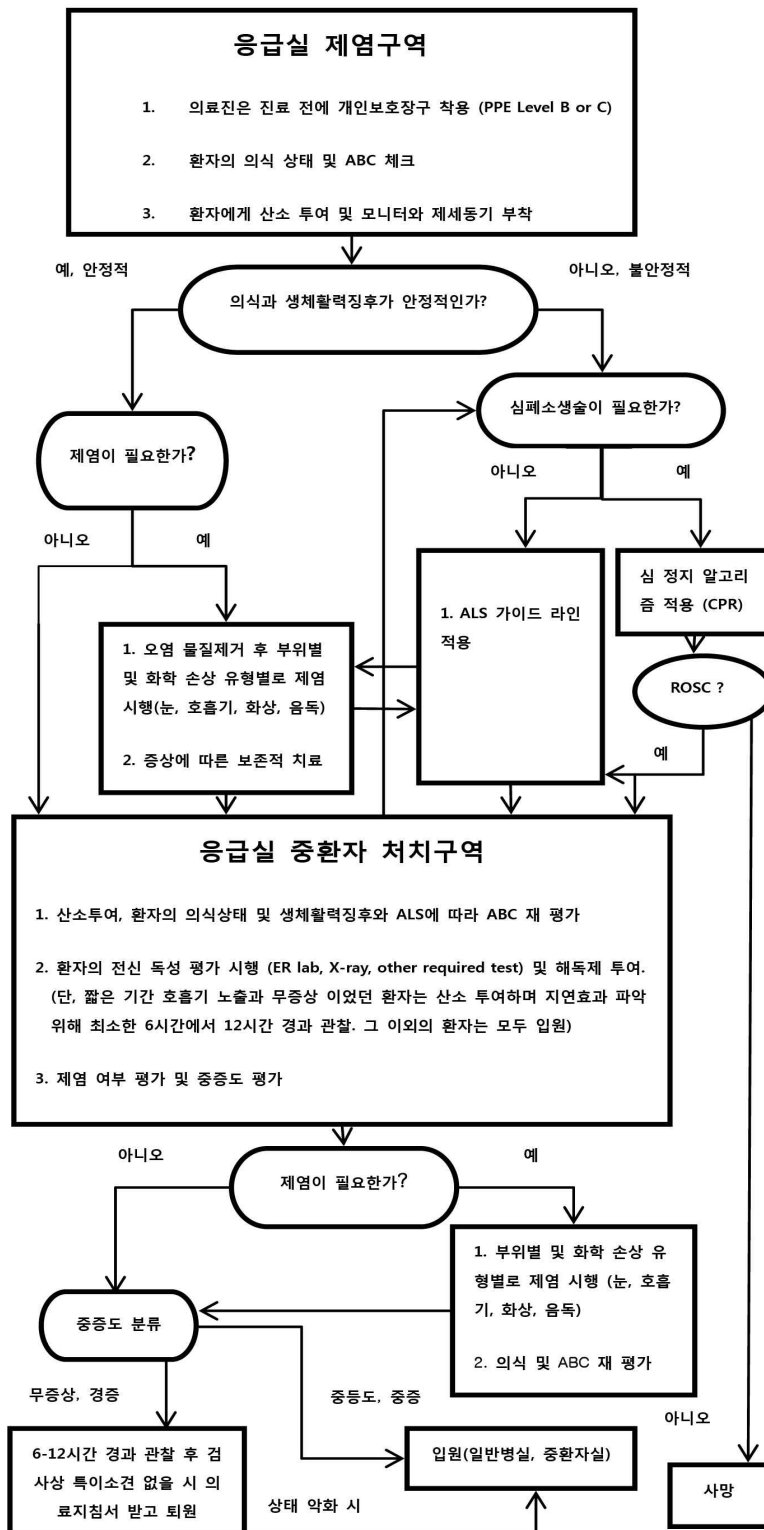 응급실 제염구역
1. 의료진은 진료 전에 개인보호장구 착용 (PPE Level B or C)
2. 환자의 의식 상태 및 ABC 체크
3. 환자에게 산소 투여 및 모니터와 제세동기 부착
예, 안정적
아니오, 불안정적
의식과 생체활력징후가 안정적인가?
심폐소생술이 필요한가?
제염이 필요한가?
아니오
예
아니오
예
심 정지 알고리
즘 적용 (CPR)
1. ALS 가이드 라인
적용
1. 오염 물질제거 후 부위별
및 화학 손상 유형별로 제염
시행(눈, 호흡기, 화상, 음독)
2. 증상에 따른 보존적 치료
ROSC ?
예
응급실 중환자 처치구역
1. 산소투여, 환자의 의식상태 및 생체활력징후와 ALS에 따라 ABC 재 평가
2. 환자의 전신 독성 평가 시행 (ER lab, X-ray, other required test) 및 해독제 투여.
(단, 짧은 기간 호흡기 노출과 무증상 이었던 환자는 산소 투여하며 지연효과 파악
위해 최소한 6시간에서 12시간 경과 관찰. 그 이외의 환자는 모두 입원)
3. 제염 여부 평가 및 중증도 평가
아니오
예
제염이 필요한가?
1. 부위별 및 화학 손상 유
형별로 제염 시행 (눈, 호흡
기, 화상, 음독)
2. 의식 및 ABC 재 평가
중증도 분류
무증상, 경증
중등도, 중증
아니오
6-12시간 경과 관찰 후 검
사상 특이소견 없을 시 의
료지침서 받고 퇴원
입원(일반병실, 중환자실)
사망
상태 악화 시